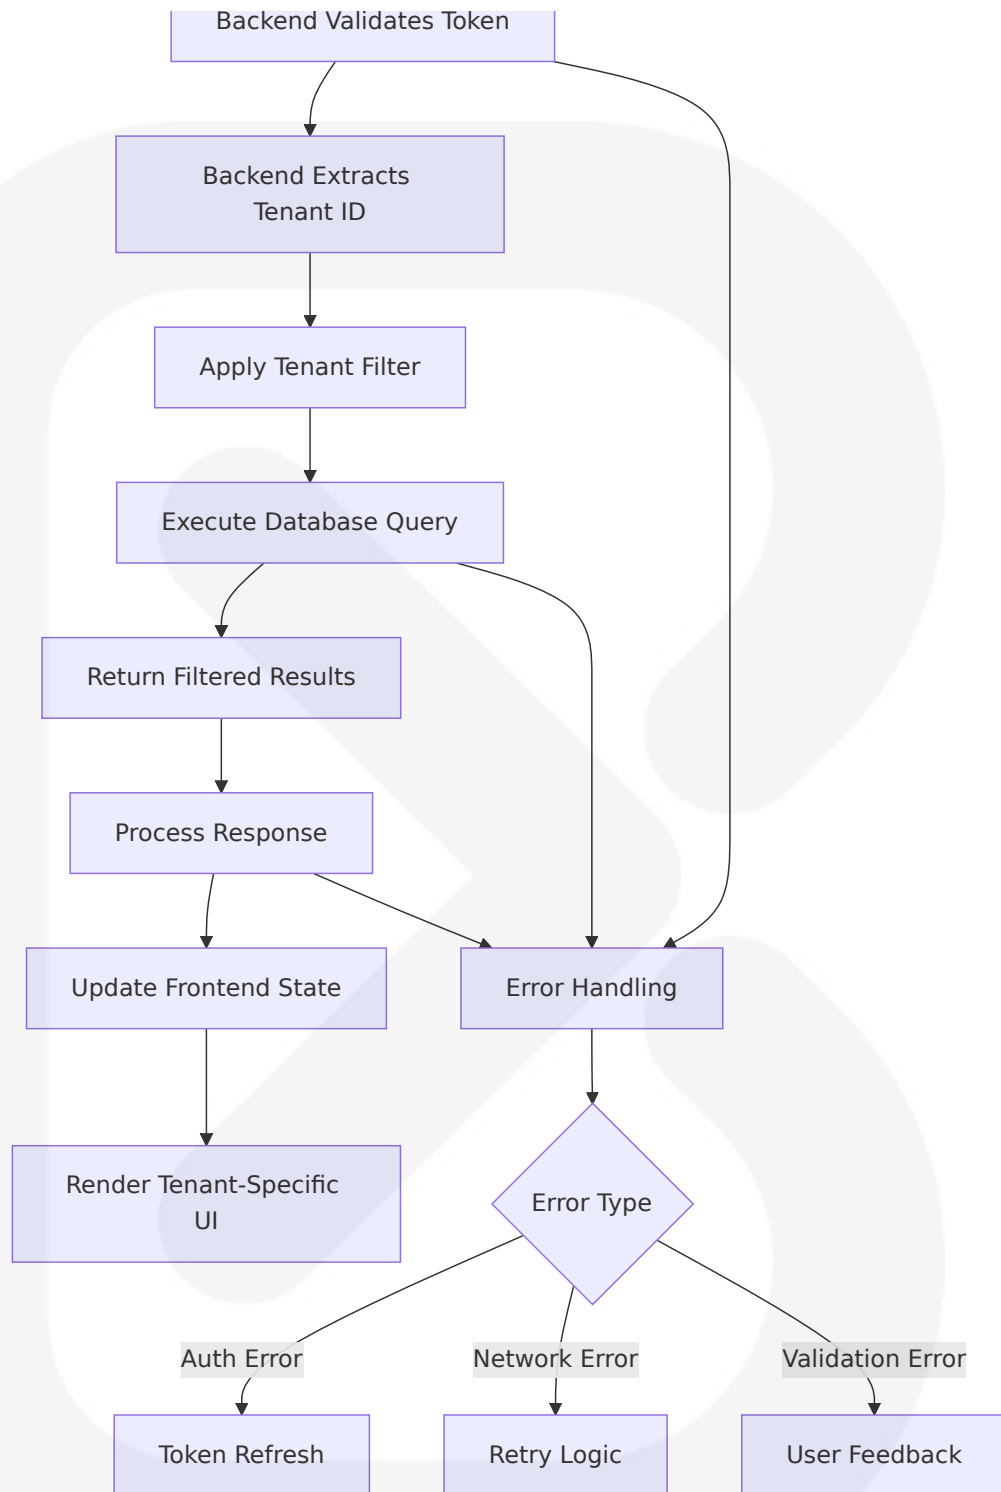 Backend Validates Token
Backend Extracts
Tenant ID
Apply Tenant Filter
Execute Database Query
Return Filtered Results
Process Response
Update Frontend State
Error Handling
Render Tenant-Specific
UI
Error Type
Auth Error
Network Error
Validation Error
Token Refresh
Retry Logic
User Feedback